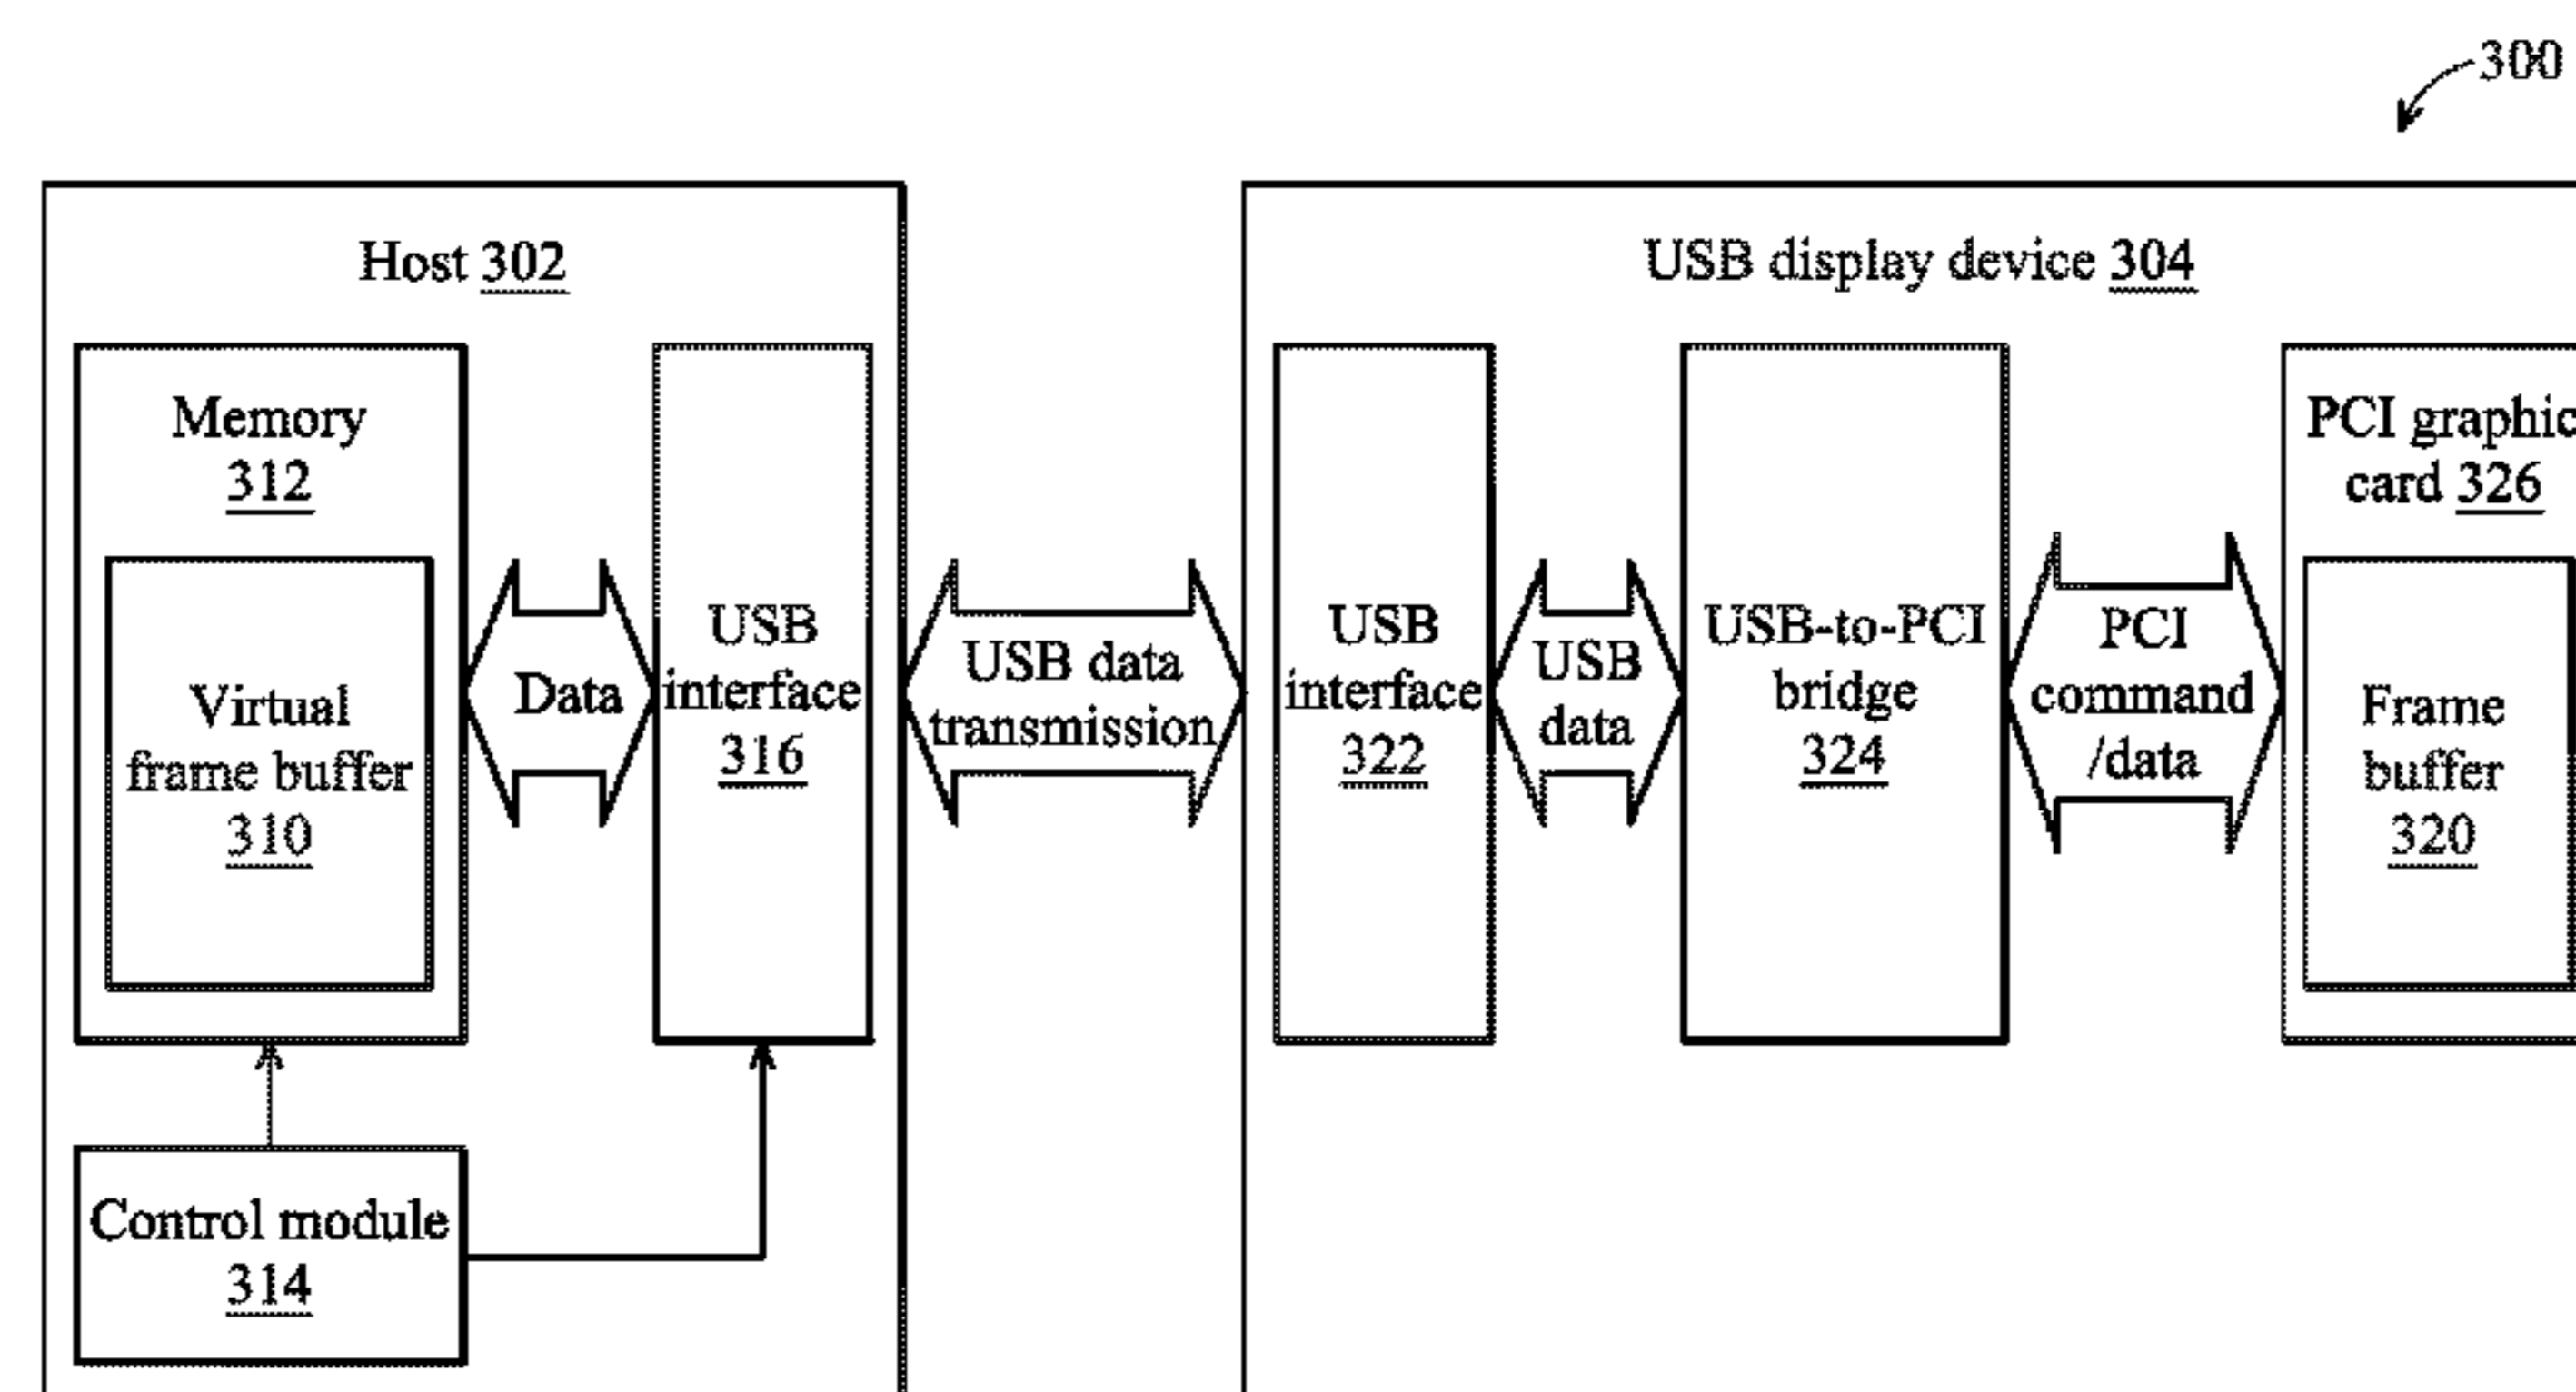 300
Host 302
USB display device 304
Memory
312
Virtual
frame buffer
310
Data
USB
interface
316
USB data
transmission
USB
interface
322
USB
data
USB-to-PCI
bridge
324
PCI
command
/data
PCI graphic
card 326
Frame
buffer
320
Control module
314